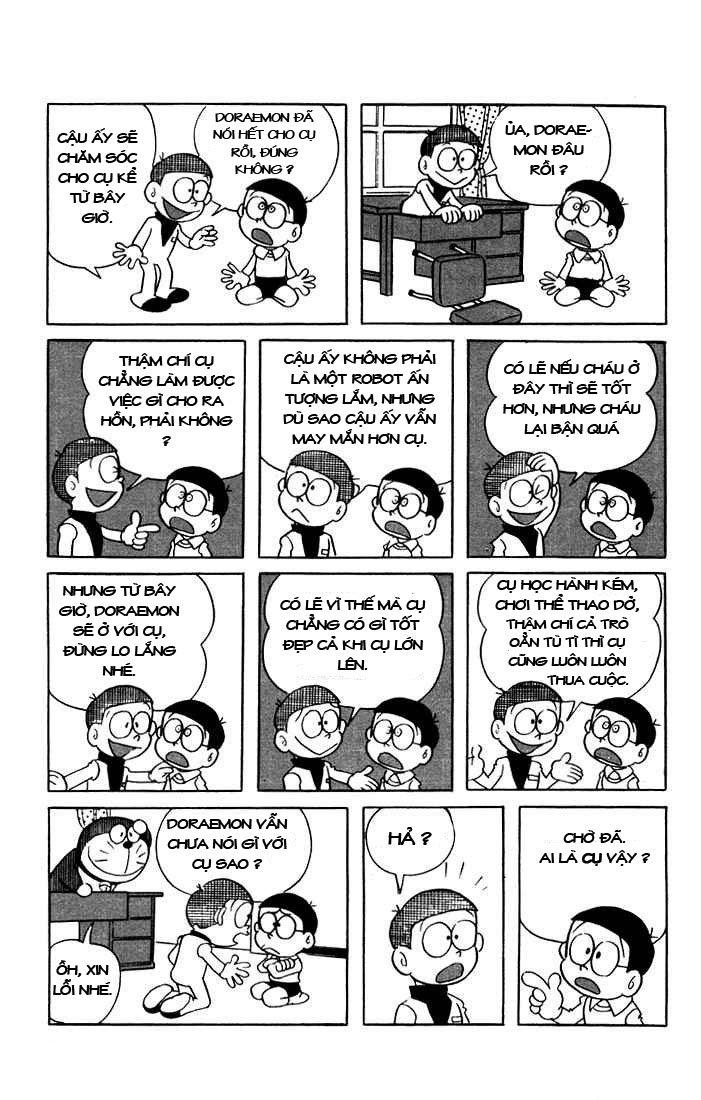 ỦA, DORAE-
MON ĐÂU
RỒI ?
DORAEMON ĐÃ
NÓI HẾT CHO CỤ
RỒI, ĐÚNG
KHÔNG ?
CẬU ẤY SẼ
CHĂM SÓC
CHO CỤ KỂ
TỪ BÂY
GIỜ.
CÓ LẼ NẾU CHÁU Ở
ĐÂY THÌ SẼ TỐT
HƠN, NHƯNG CHÁU
LẠI BẬN QUÁ
CẬU ẤY KHÔNG PHẢI
LÀ MỘT ROBOT ẤN
TƯỢNG LẮM, NHƯNG
DÙ SAO CẬU ẤY VẪN
MAY MẮN HƠN CỤ.
THẬM CHÍ CỤ
CHẲNG LÀM ĐƯỢC
VIỆC GÌ CHO RA
HỒN, PHẢI KHÔNG
?
CỤ HỌC HÀNH KÉM,
CHƠI THỂ THAO DỞ,
THẬM CHÍ CẢ TRÒ
OẲN TÙ TÌ THÌ CỤ
CŨNG LUÔN LUÔN
THUA CUỘC.
CÓ LẼ VÌ THẾ MÀ CỤ
CHẲNG CÓ GÌ TỐT
ĐẸP CẢ KHI CỤ LỚN
LÊN.
NHƯNG TỪ BÂY
GIỜ, DORAEMON
SẼ Ở VỚI CỤ,
ĐỪNG LO LẮNG
NHÉ.
CHỜ ĐÃ.
AI LÀ CỤ VẬY ?
HẢ ?
DORAEMON VẪN
CHƯA NÓI GÌ VỚI
CỤ SAO ?
ỒH, XIN
LỖI NHÉ.